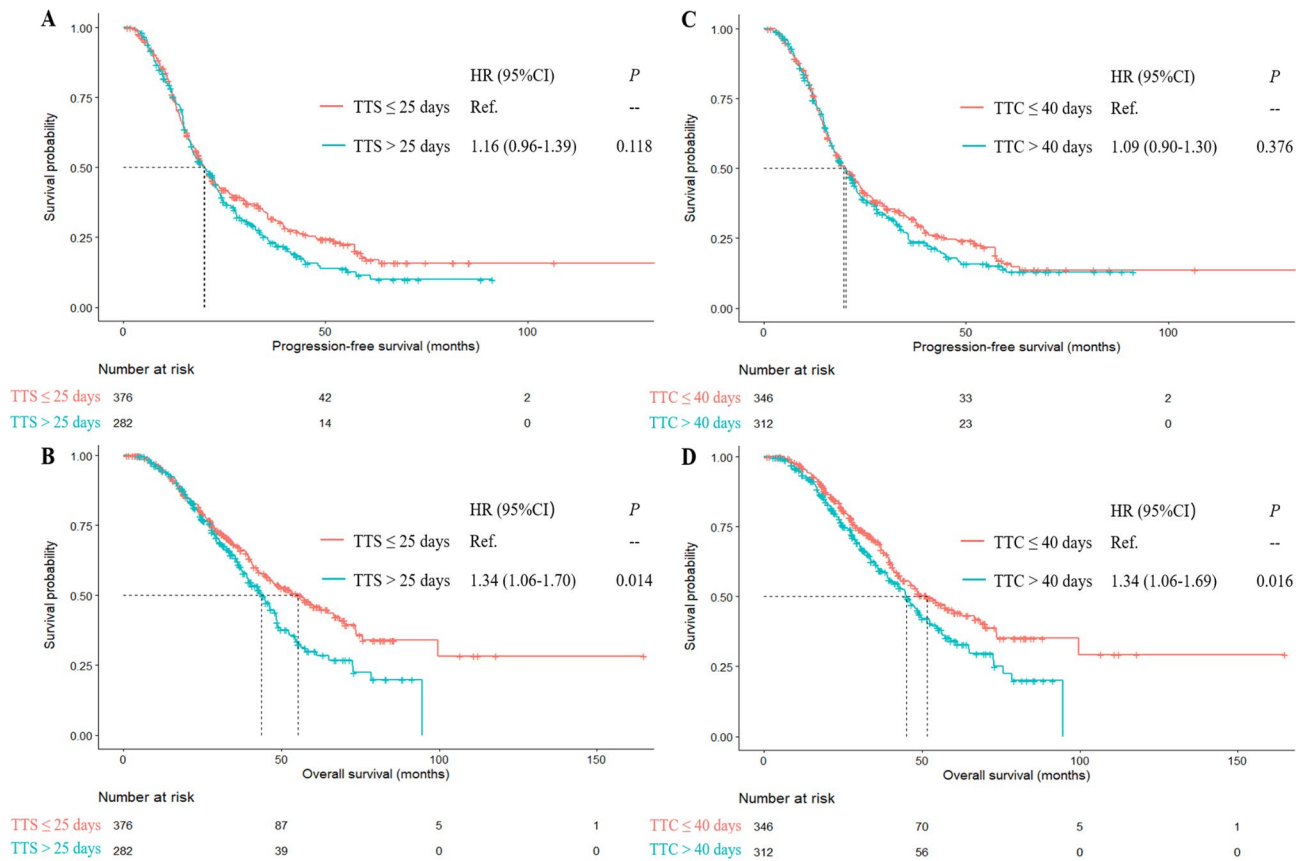 A
Survival probability
1.00
0.75
0.50
0.25
0.00
HR (95%CI) P
TTS ≤ 25 days Ref. --
TTS > 25 days 1.16 (0.96-1.39) 0.118
0 50 100
Progression-free survival (months)
Number at risk
TTS ≤ 25 days 376 42 2
TTS > 25 days 282 14 0
C
Survival probability
1.00
0.75
0.50
0.25
0.00
HR (95%CI) P
TTC ≤ 40 days Ref. --
TTC > 40 days 1.09 (0.90-1.30) 0.376
0 50 100
Progression-free survival (months)
Number at risk
TTC ≤ 40 days 346 33 2
TTC > 40 days 312 23 0
B
Survival probability
1.00
0.75
0.50
0.25
0.00
HR (95%CI) P
TTS ≤ 25 days Ref. --
TTS > 25 days 1.34 (1.06-1.70) 0.014
0 50 100 150
Overall survival (months)
Number at risk
TTS ≤ 25 days 376 87 5 1
TTS > 25 days 282 39 0 0
D
Survival probability
1.00
0.75
0.50
0.25
0.00
HR (95%CI) P
TTC ≤ 40 days Ref. --
TTC > 40 days 1.34 (1.06-1.69) 0.016
0 50 100 150
Overall survival (months)
Number at risk
TTC ≤ 40 days 346 70 5 1
TTC > 40 days 312 56 0 0